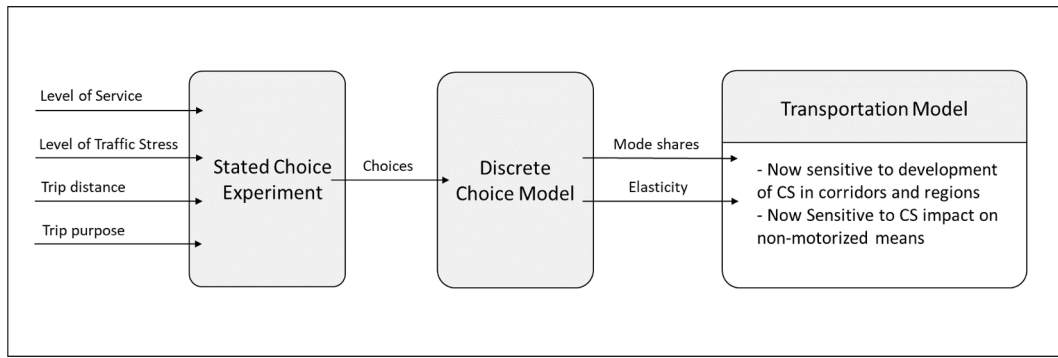 Level of Service
Level of Traffic Stress
Trip distance
Trip purpose
Stated Choice
Experiment
Choices
Discrete
Choice Model
Mode shares
Elasticity
Transportation Model
- Now sensitive to development
of CS in corridors and regions
- Now Sensitive to CS impact on
non-motorized means